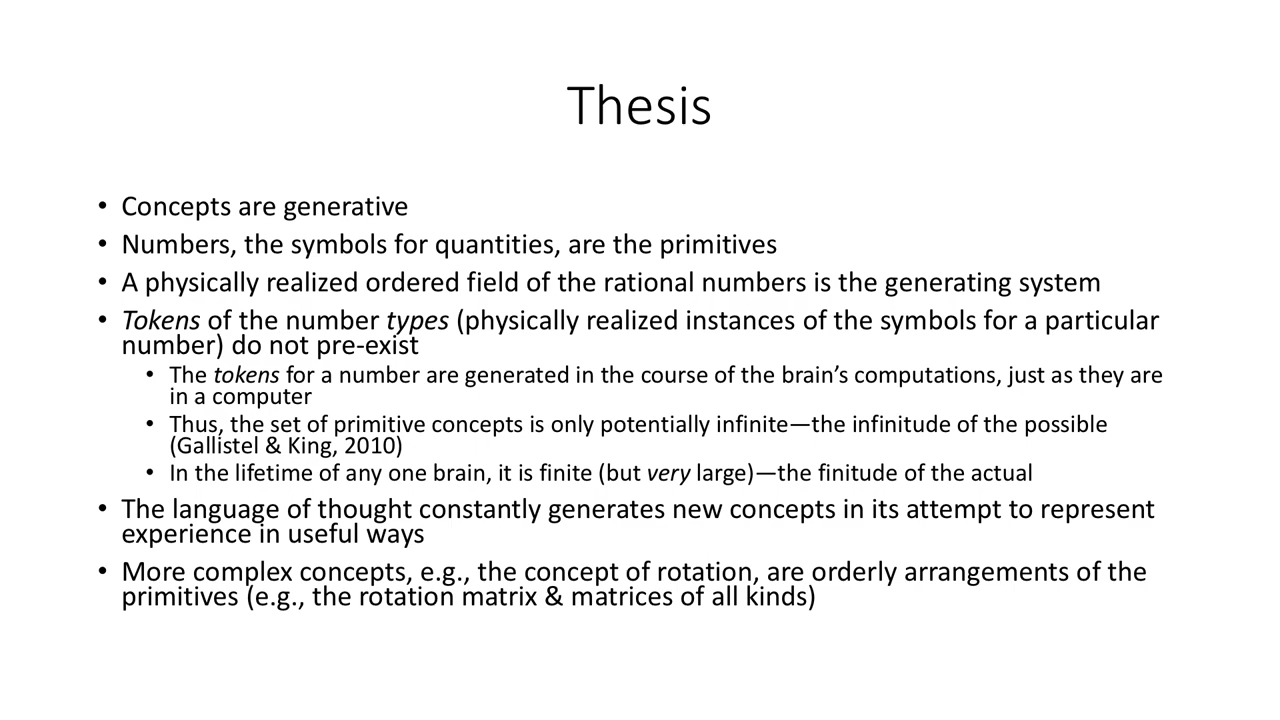 Thesis
• Concepts are generative
• Numbers, the symbols for quantities, are the primitives
• A physically realized ordered field of the rational numbers is the generating system
• Tokens of the number types (physically realized instances of the symbols for a particular
number) do not pre-exist
• The tokens for a number are generated in the course of the brain’s computations, just as they are
in a computer
• Thus, the set of primitive concepts is only potentially infinite—the infinitude of the possible
(Gallistel & King, 2010)
• In the lifetime of any one brain, it is finite (but very large)—the finitude of the actual
• The language of thought constantly generates new concepts in its attempt to represent
experience in useful ways
• More complex concepts, e.g., the concept of rotation, are orderly arrangements of the
primitives (e.g., the rotation matrix & matrices of all kinds)